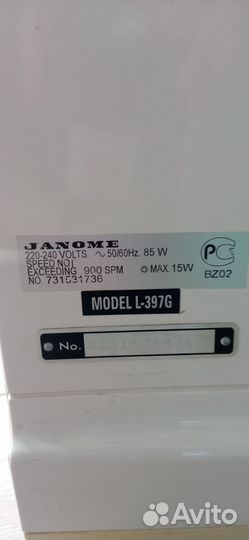 JANOME
220-240 VOLTS. ~ 50/60Hz. 85 W
SPEED NOT
EXCEEDING 900 SPM ☼ MAX. 15W
NO. 731531736
PC
BZ02
MODEL L-397G
No.
Avito